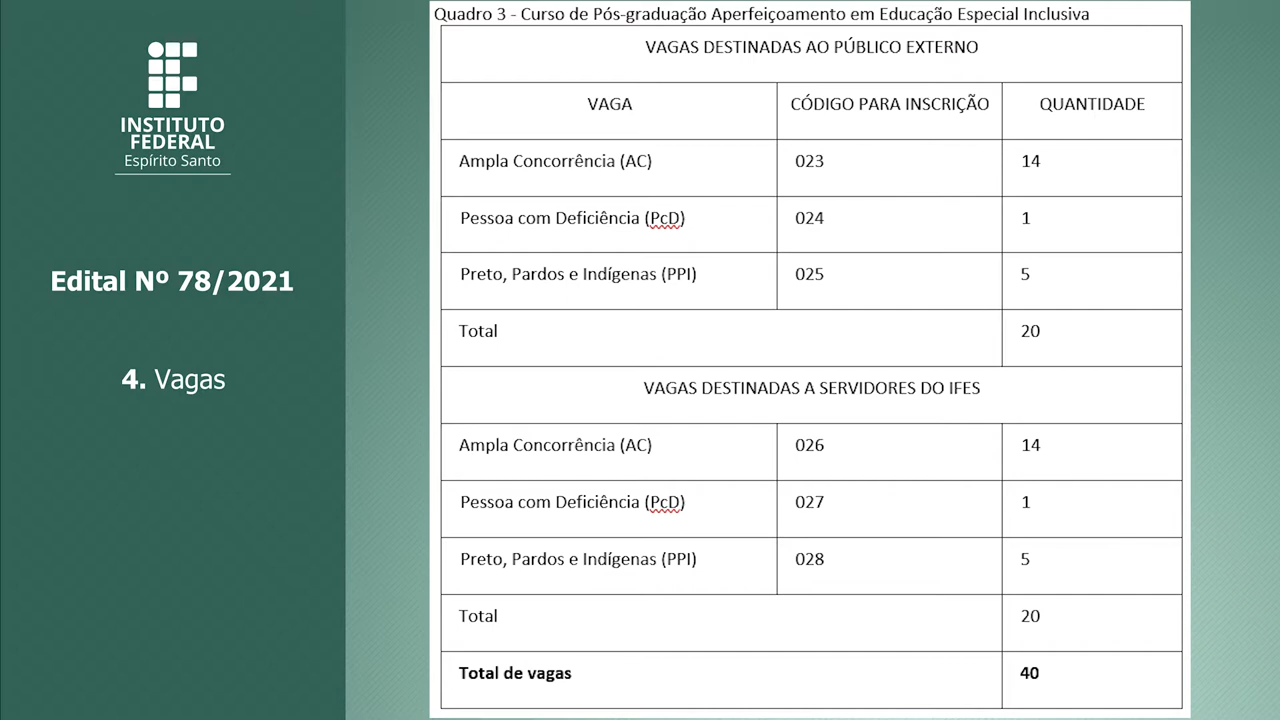 INSTITUTO
FEDERAL
Espírito Santo
Edital Nº 78/2021
4. Vagas
Quadro 3 - Curso de Pós-graduação Aperfeiçoamento em Educação Especial Inclusiva
VAGAS DESTINADAS AO PÚBLICO EXTERNO
VAGA CÓDIGO PARA INSCRIÇÃO QUANTIDADE
Ampla Concorrência (AC) 023 14
Pessoa com Deficiência (PcD) 024 1
Preto, Pardos e Indígenas (PPI) 025 5
Total 20
VAGAS DESTINADAS A SERVIDORES DO IFES
Ampla Concorrência (AC) 026 14
Pessoa com Deficiência (PcD) 027 1
Preto, Pardos e Indígenas (PPI) 028 5
Total 20
Total de vagas 40